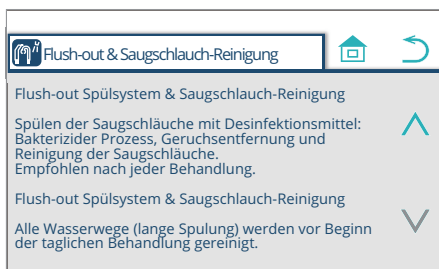 Flush-out & Saugschlauch-Reinigung
Flush-out Spülsystem & Saugschlauch-Reinigung
Spülen der Saugschläuche mit Desinfektionsmittel:
Bakterizider Prozess, Geruchsentfernung und
Reinigung der Saugschläuche.
Empfohlen nach jeder Behandlung.
Flush-out Spülsystem & Saugschlauch-Reinigung
Alle Wasserwege (lange Spulung) werden vor Beginn
der taglichen Behandlung gereinigt.